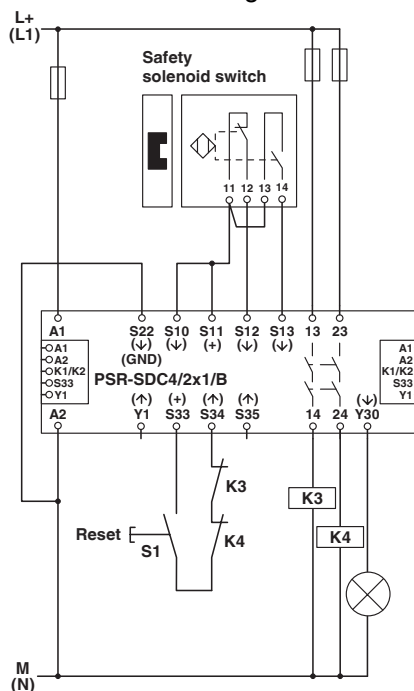 L+
(L1)
Safety
solenoid switch
11 12 13 14
A1 S22 S10 S11 S12 S13 13 23
(↓) (↓) (+) (↓) (↓)
(GND)
A1
A2
K1/K2
S33
Y1
PSR-SDC4/2x1/B
A1
A2
K1/K2
S33
Y1
(↑) (+) (↑) (↑) (↓)
A2 Y1 S33 S34 S35 14 24 Y30
K3
K4
Reset
S1
K3
K4
M
(N)